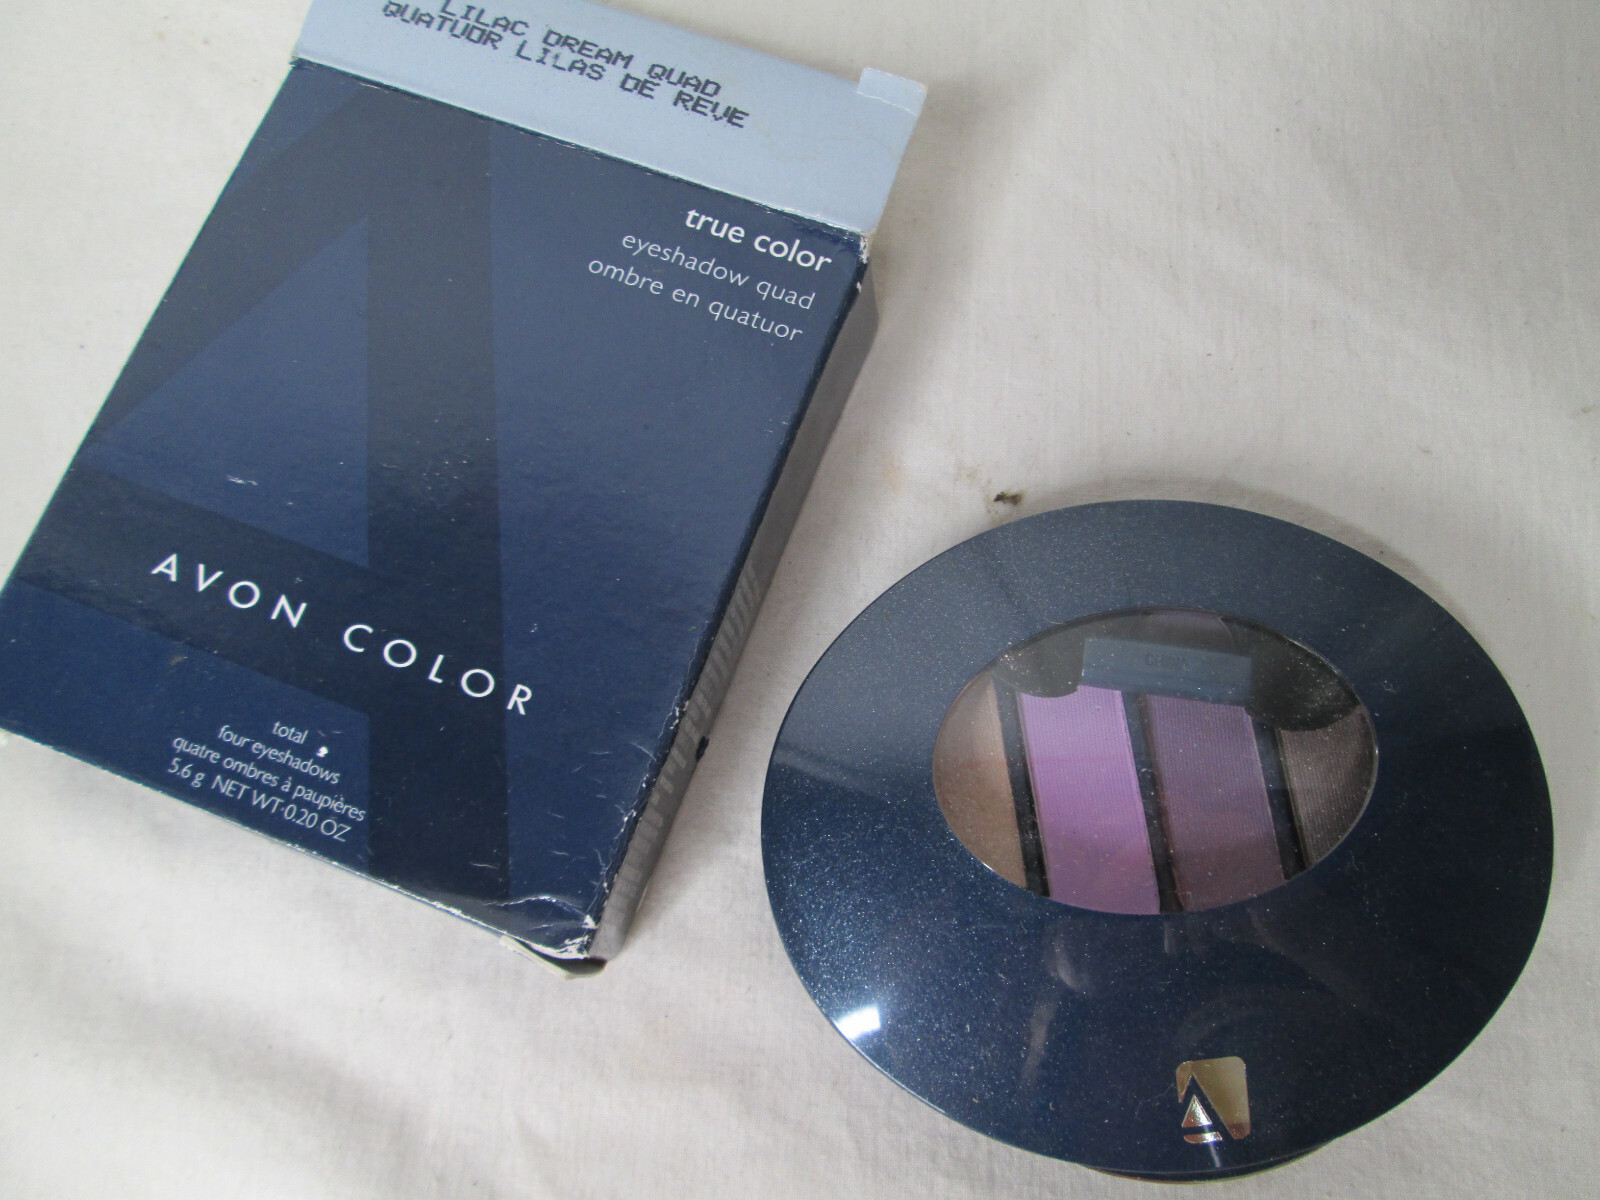 LILAC DREAM QUAD
QUATUOR LILAS DE REVE
true color
eyeshadow quad
ombre en quatuor
AVON COLOR
total
four eyeshadows
quatre ombres à paupières
5.6 g NET WT 0.20 OZ